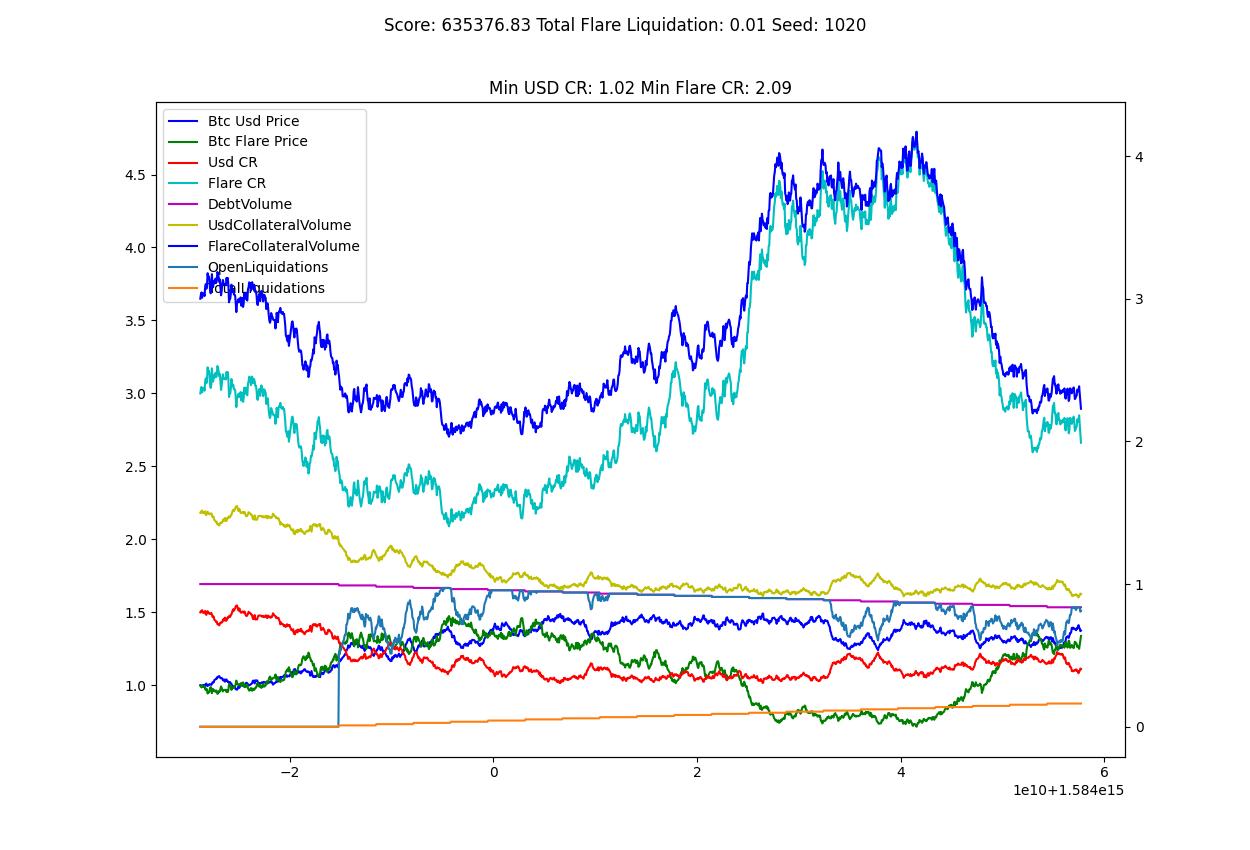 Score: 635376.83 Total Flare Liquidation: 0.01 Seed: 1020
Min USD CR: 1.02 Min Flare CR: 2.09
Btc Usd Price
Btc Flare Price
Usd CR
Flare CR
DebtVolume
UsdCollateralVolume
FlareCollateralVolume
OpenLiquidations
TotalLiquidations
4.5
4.0
3.5
3.0
2.5
2.0
1.5
1.0
4
3
2
1
0
−2
0
2
4
6
1e10+1.584e15